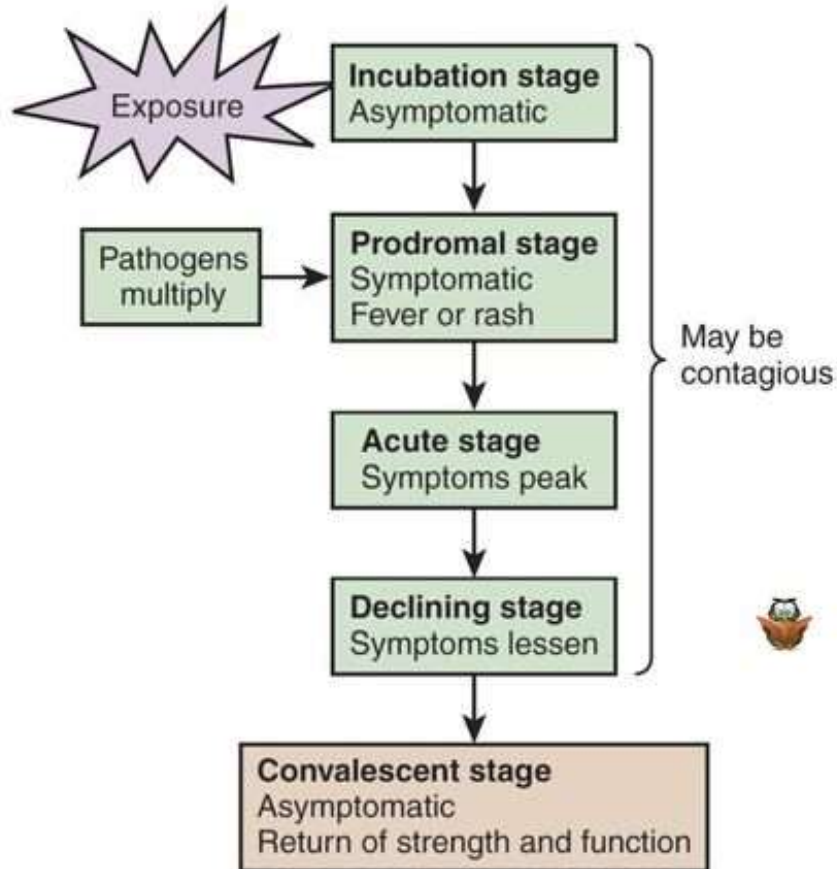 Exposure
Incubation stage
Asymptomatic
Pathogens
multiply
Prodromal stage
Symptomatic
Fever or rash
Acute stage
Symptoms peak
Declining stage
Symptoms lessen
May be
contagious
Convalescent stage
Asymptomatic
Return of strength and function